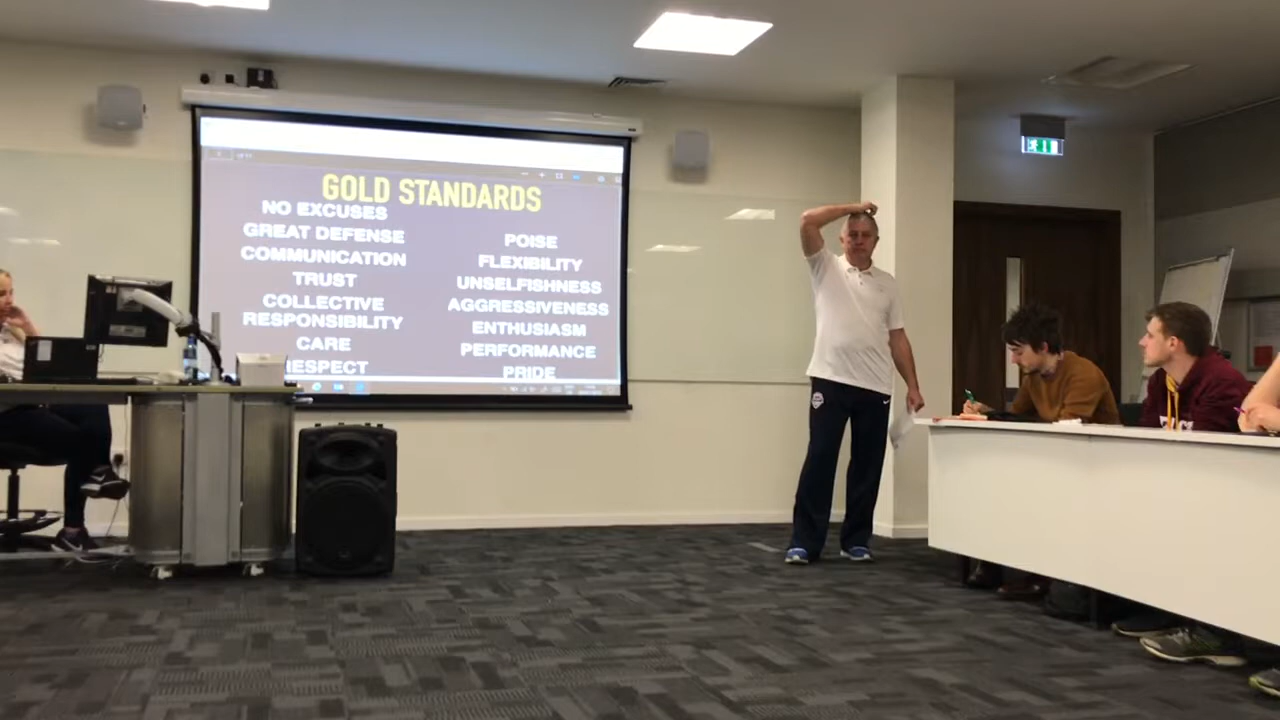 GOLD STANDARDS
NO EXCUSES
GREAT DEFENSE
COMMUNICATION
TRUST
COLLECTIVE
RESPONSIBILITY
CARE
RESPECT
POISE
FLEXIBILITY
UNSELFISHNESS
AGGRESSIVENESS
ENTHUSIASM
PERFORMANCE
PRIDE